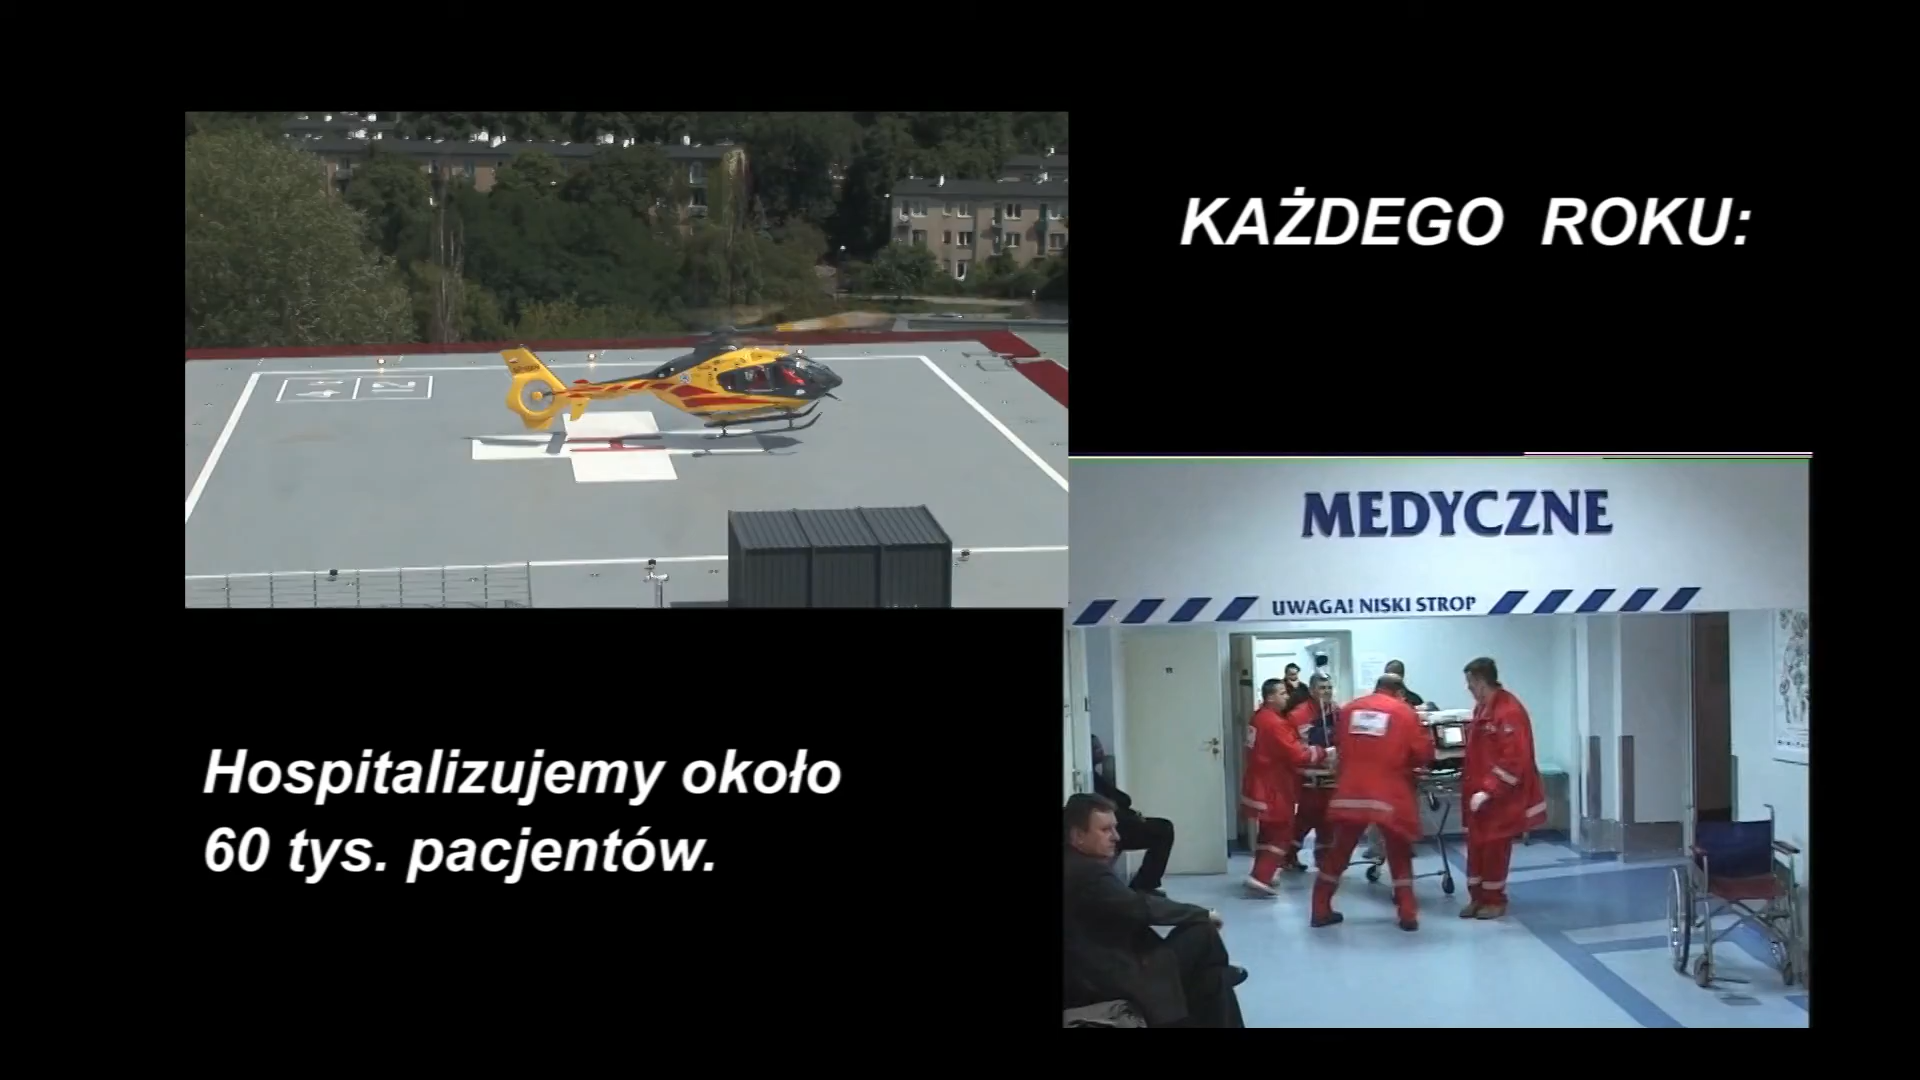 KAŻDEGO ROKU:
MEDYCZNE
UWAGA! NISKI STROP
Hospitalizujemy około
60 tys. pacjentów.